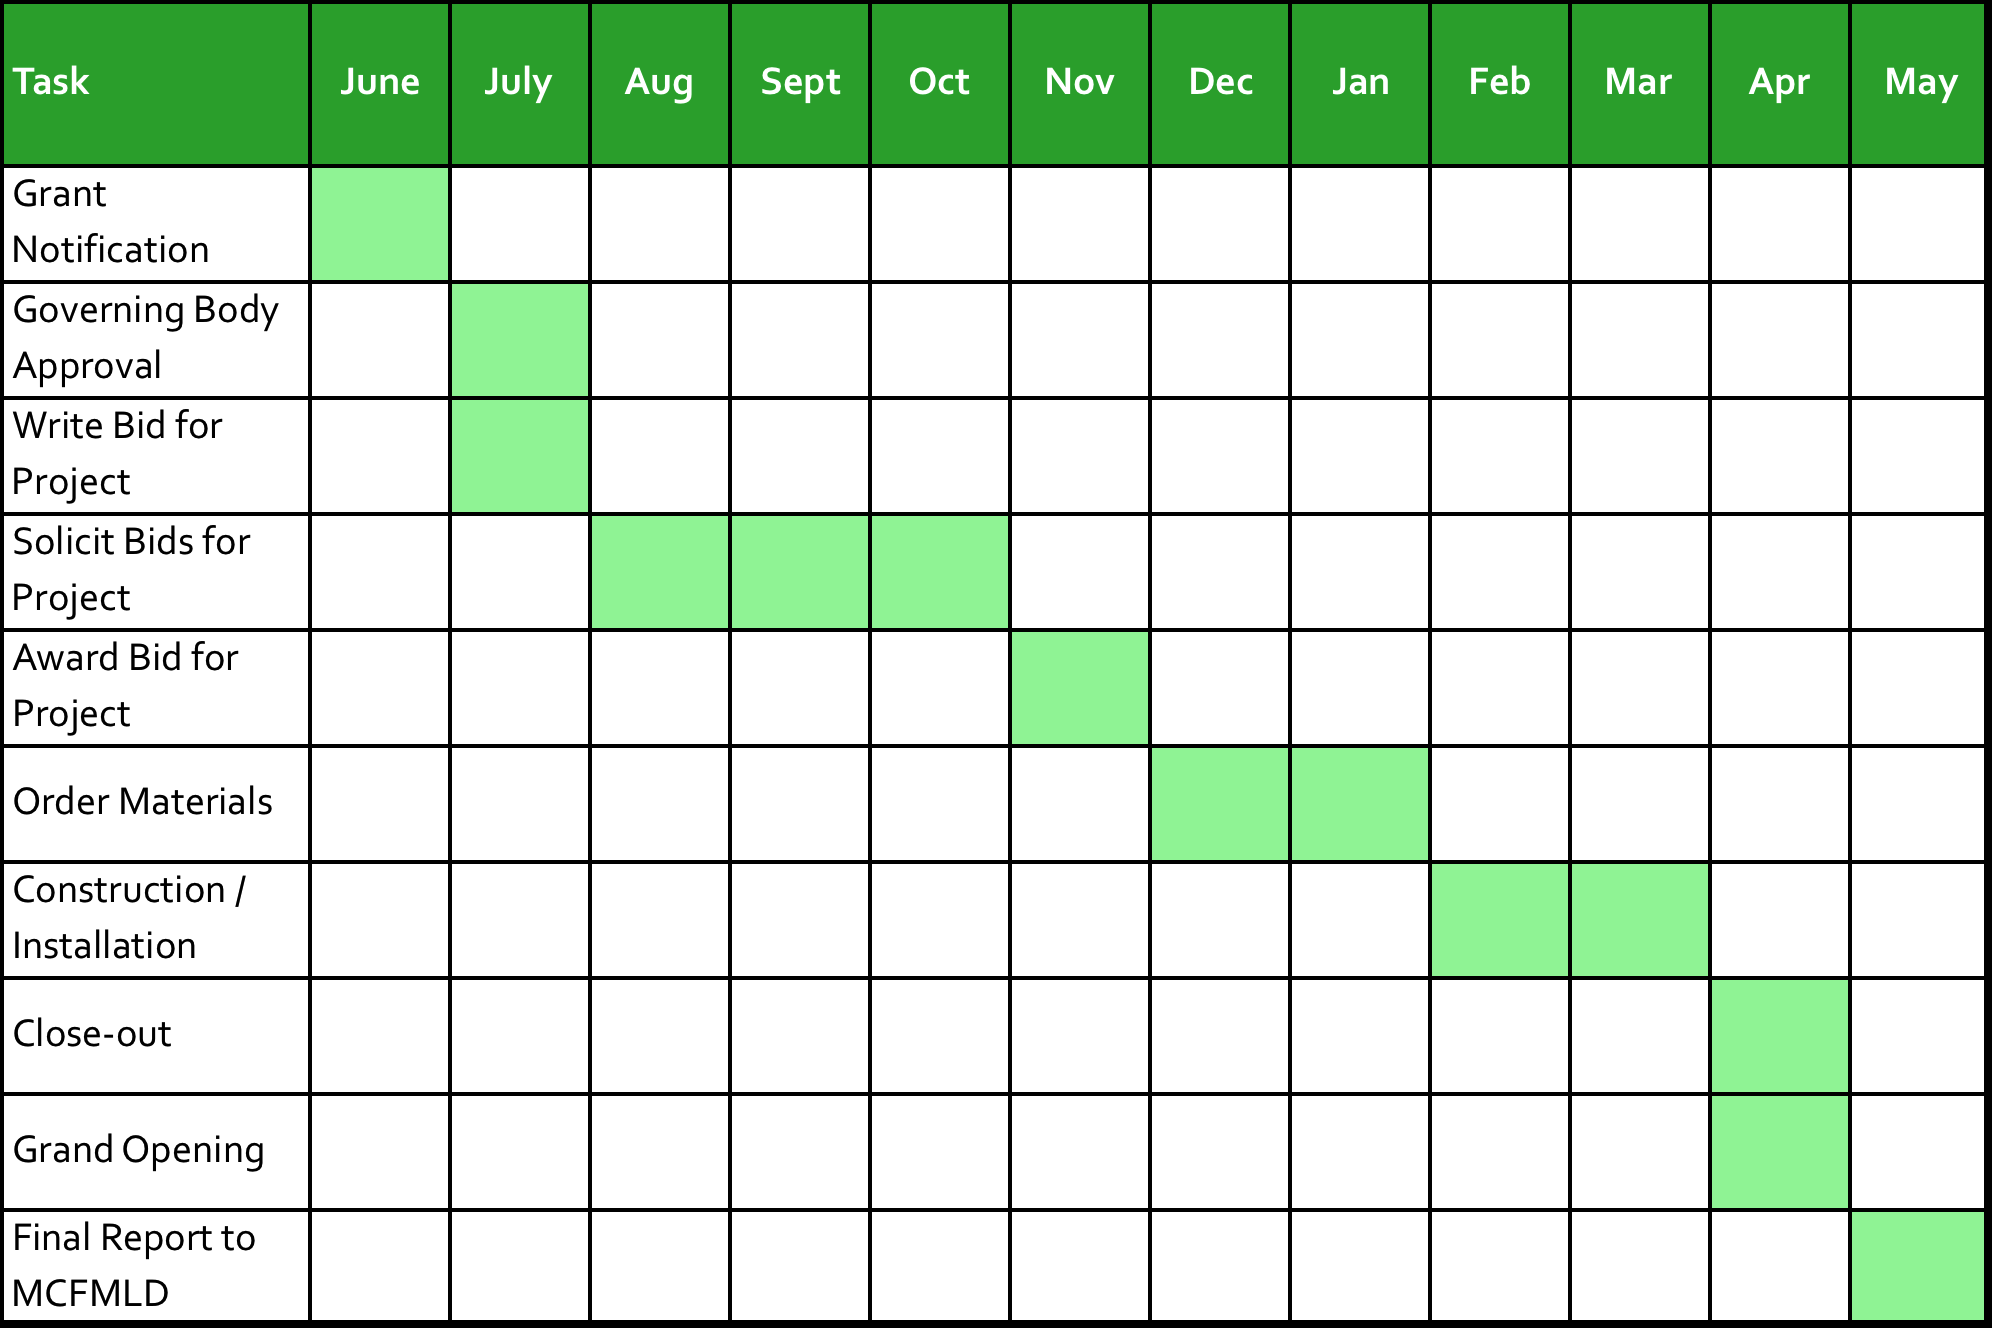 Task June July Aug Sept Oct Nov Dec Jan Feb Mar Apr May
Grant
Notification
Governing Body
Approval
Write Bid for
Project
Solicit Bids for
Project
Award Bid for
Project
Order Materials
Construction /
Installation
Close-out
Grand Opening
Final Report to
MCFMLD